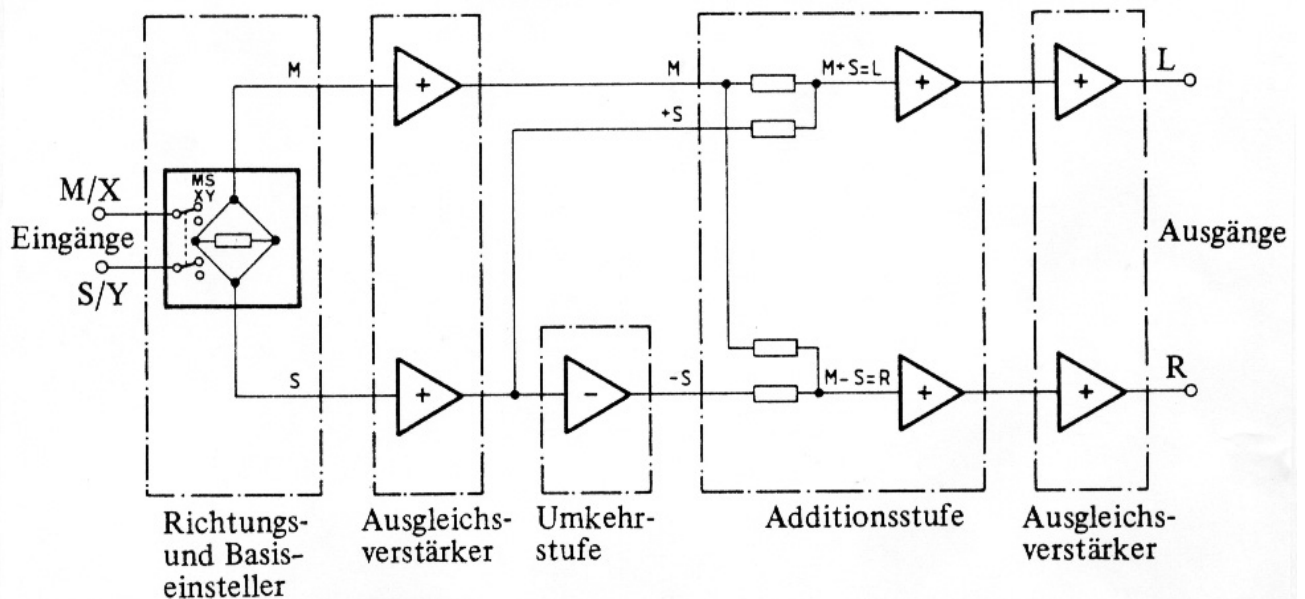 M
M
M+S=L
L
+S
MS
XY
M/X
Eingänge
S/Y
Ausgänge
S
-S
M-S=R
R
+
+
+
+
-
+
+
Richtungs-
und Basis-
einsteller
Ausgleichs-
verstärker
Umkehr-
stufe
Additionsstufe
Ausgleichs-
verstärker